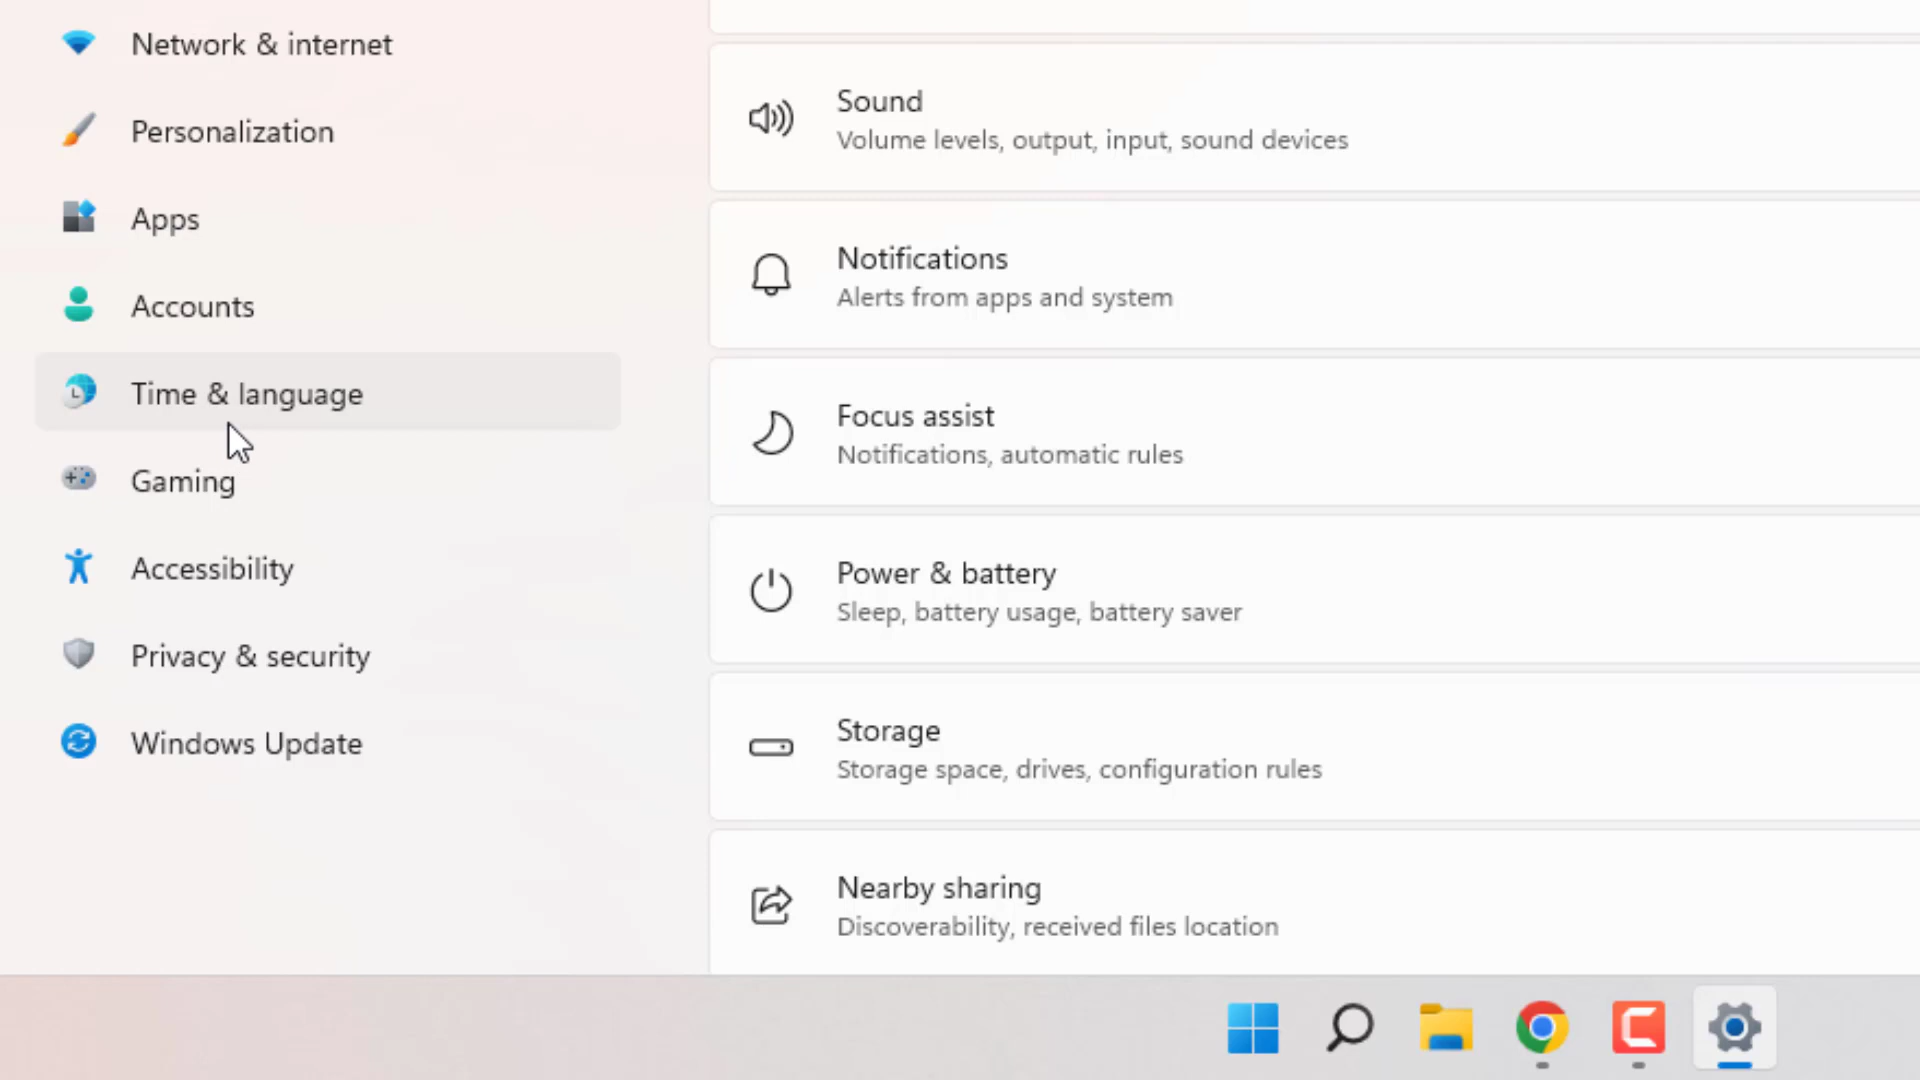 Network & internet
Personalization
Apps
Accounts
Time & language
Gaming
Accessibility
Privacy & security
Windows Update
Sound
Volume levels, output, input, sound devices
Notifications
Alerts from apps and system
Focus assist
Notifications, automatic rules
Power & battery
Sleep, battery usage, battery saver
Storage
Storage space, drives, configuration rules
Nearby sharing
Discoverability, received files location